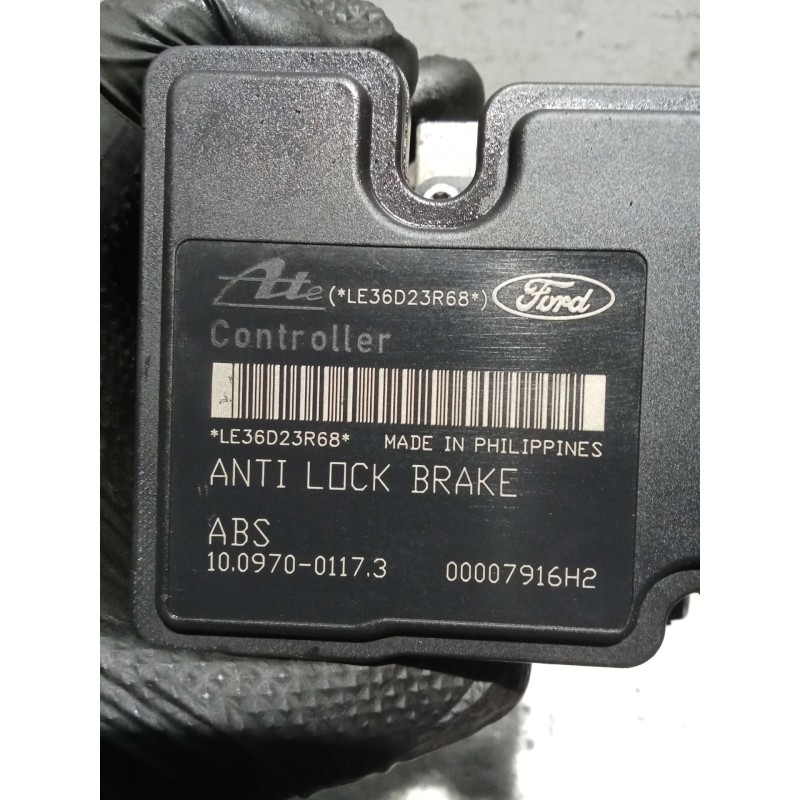 Ate (*LE36D23R68*) Ford
Controller
*LE36D23R68* MADE IN PHILIPPINES
ANTI LOCK BRAKE
ABS
10.0970-0117.3 00007916H2